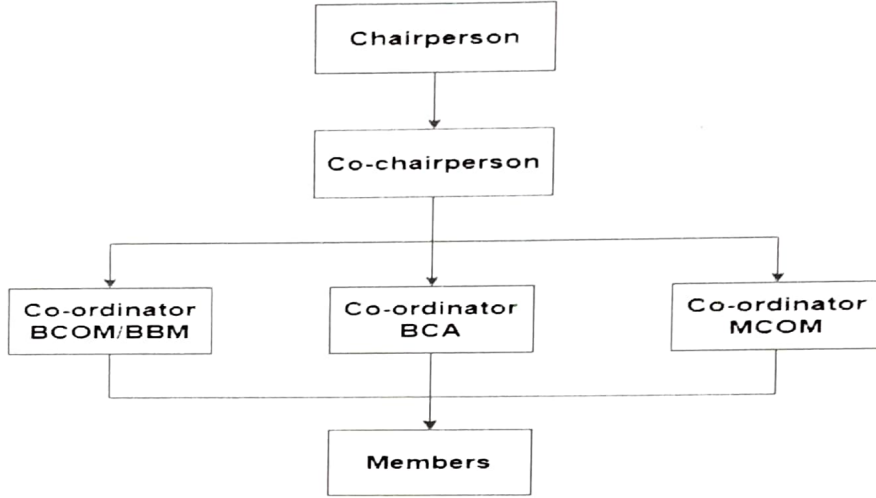 Chairperson
Co-chairperson
Co-ordinator
BCOM/BBM
Co-ordinator
BCA
Co-ordinator
MCOM
Members